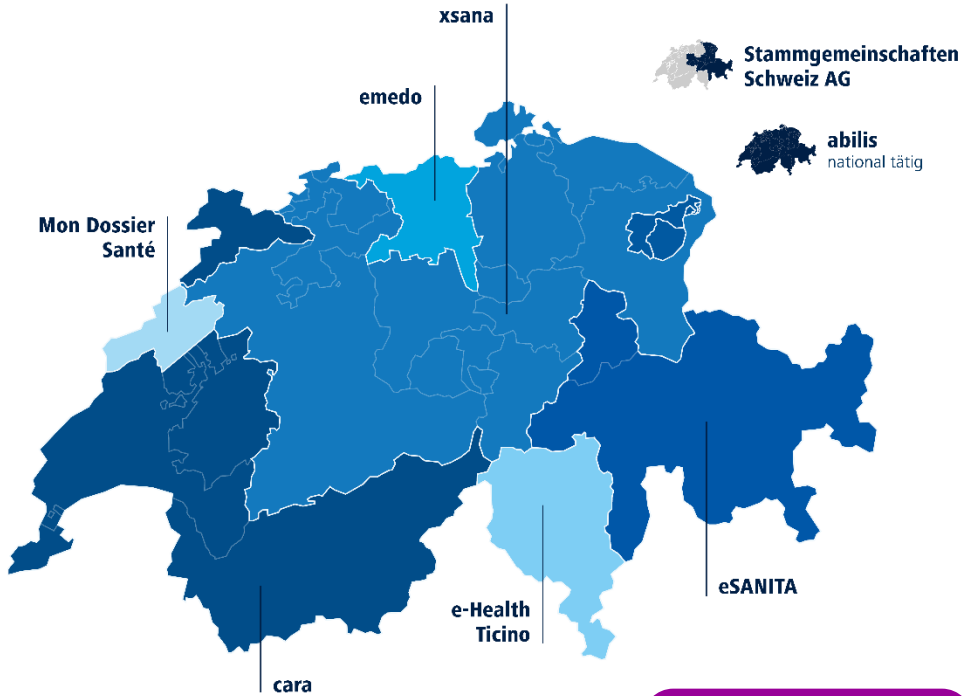 xsana
Stammgemeinschaften
Schweiz AG
emedo
abilis
national tätig
Mon Dossier
Santé
eSANITA
e-Health
Ticino
cara